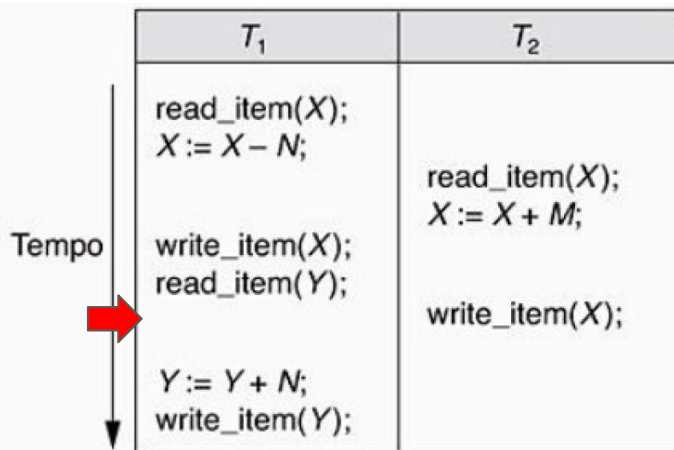 T₁ T₂
read_item(X);
X := X – N;
read_item(X);
X := X + M;
Tempo
write_item(X);
read_item(Y);
write_item(X);
Y := Y + N;
write_item(Y);